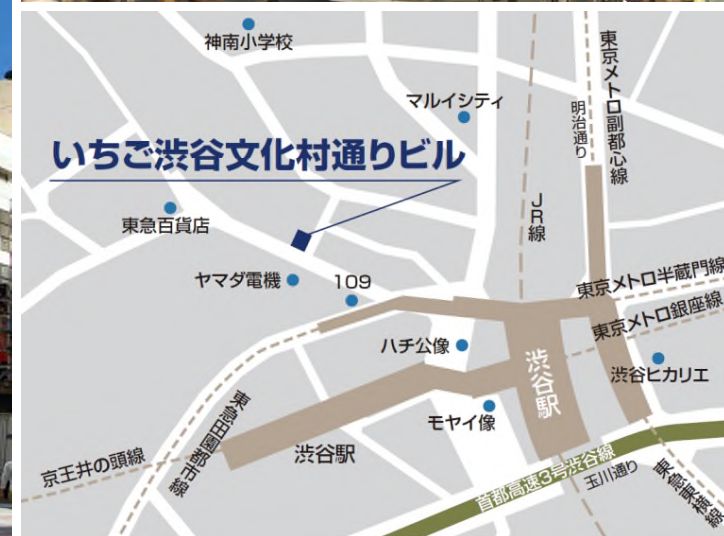 神南小学校
マルイシティ
東京メトロ副都心線
明治通り
いちご渋谷文化村通りビル
東急百貨店
JR線
ヤマダ電機
109
東京メトロ半蔵門線
東京メトロ銀座線
ハチ公像
渋谷駅
渋谷ヒカリエ
モヤイ像
東急田園都市線
渋谷駅
京王井の頭線
首都高速3号渋谷線
玉川通り
東急東横線